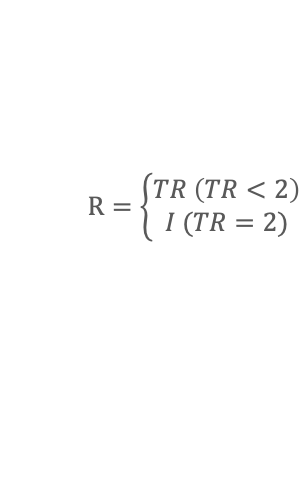 R = {TR (TR < 2)
I (TR = 2)